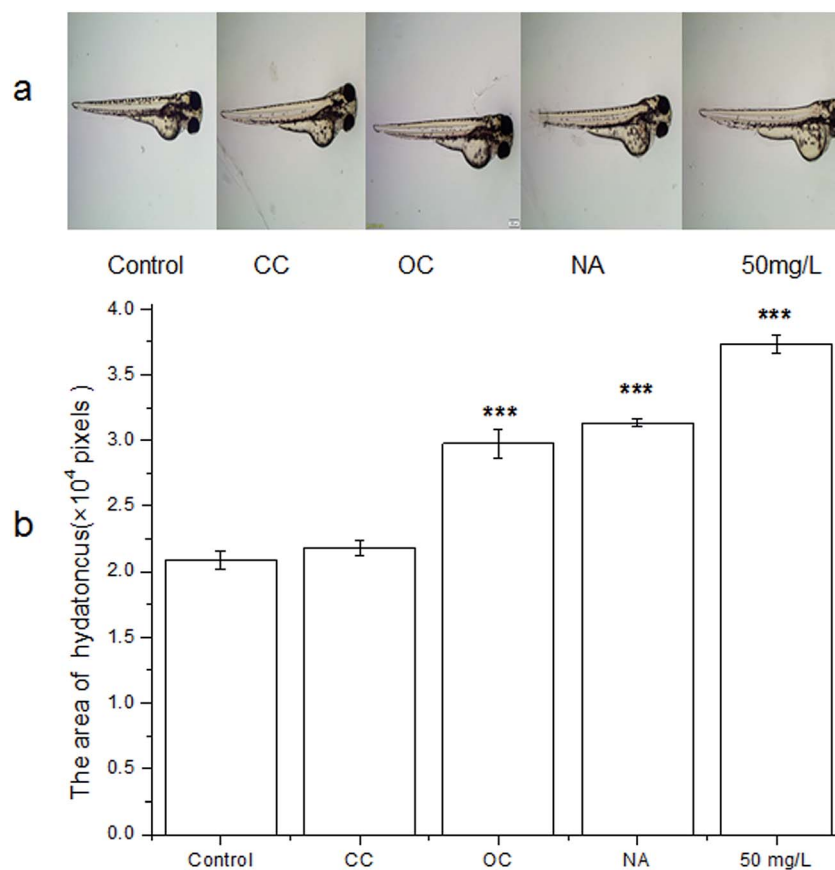 a
Control CC OC NA 50mg/L
b
The area of hydatoncus(×10⁴ pixels )
4.0
3.5
3.0
2.5
2.0
1.5
1.0
0.5
0.0
***
***
***
Control CC OC NA 50 mg/L